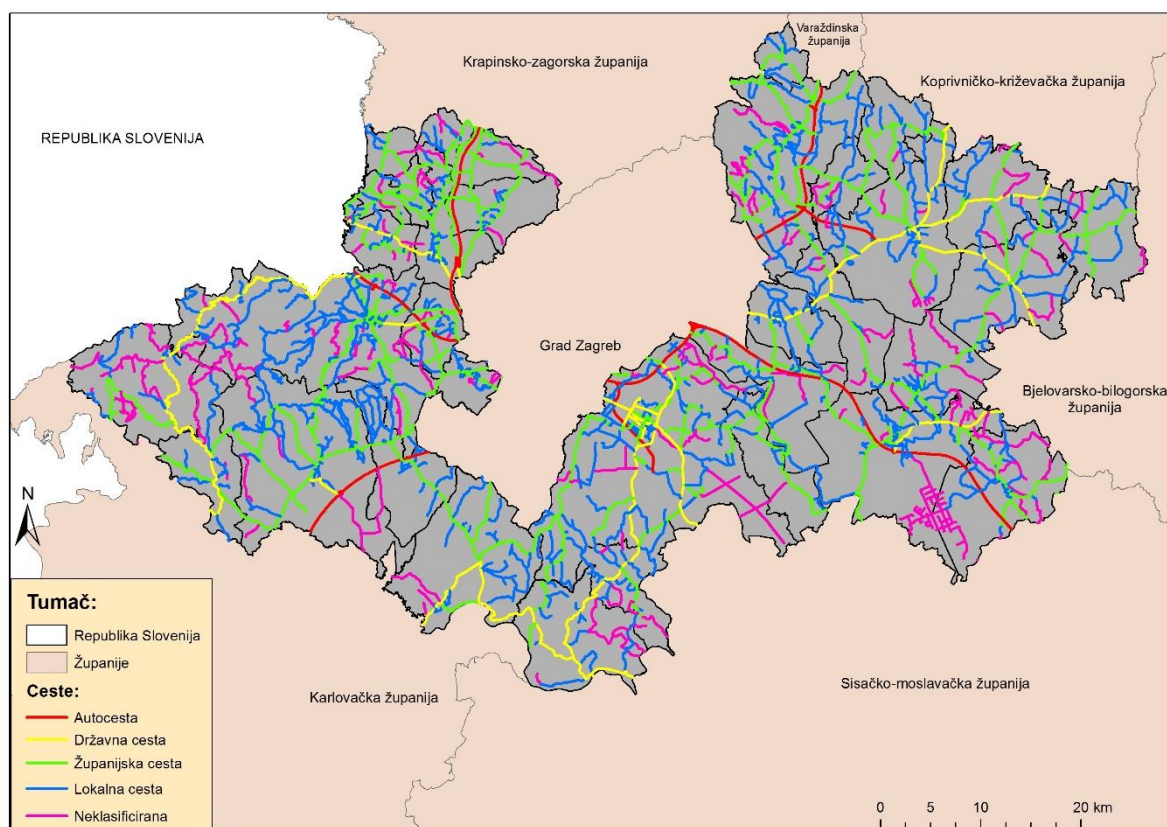 Varaždinska
županija
Krapinsko-zagorska županija
Koprivničko-križevačka županija
REPUBLIKA SLOVENIJA
Grad Zagreb
Bjelovarsko-bilogorska
županija
N
Karlovačka županija
Sisačko-moslavačka županija
Tumač:
Republika Slovenija
Županije
Ceste:
Autocesta
Državna cesta
Županijska cesta
Lokalna cesta
Neklasificirana
0 5 10 20 km